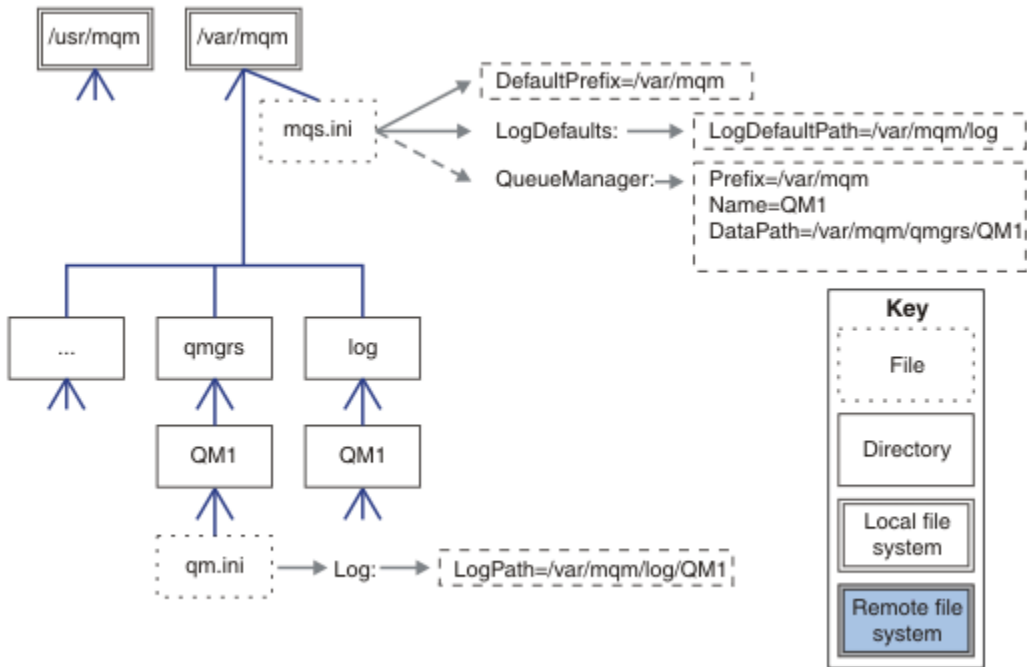 /usr/mqm
/var/mqm
DefaultPrefix=/var/mqm
mqs.ini
LogDefaults:
LogDefaultPath=/var/mqm/log
QueueManager:
Prefix=/var/mqm
Name=QM1
DataPath=/var/mqm/qmgrs/QM1
...
qmgrs
log
QM1
QM1
qm.ini
Log:
LogPath=/var/mqm/log/QM1
Key
File
Directory
Local file
system
Remote file
system